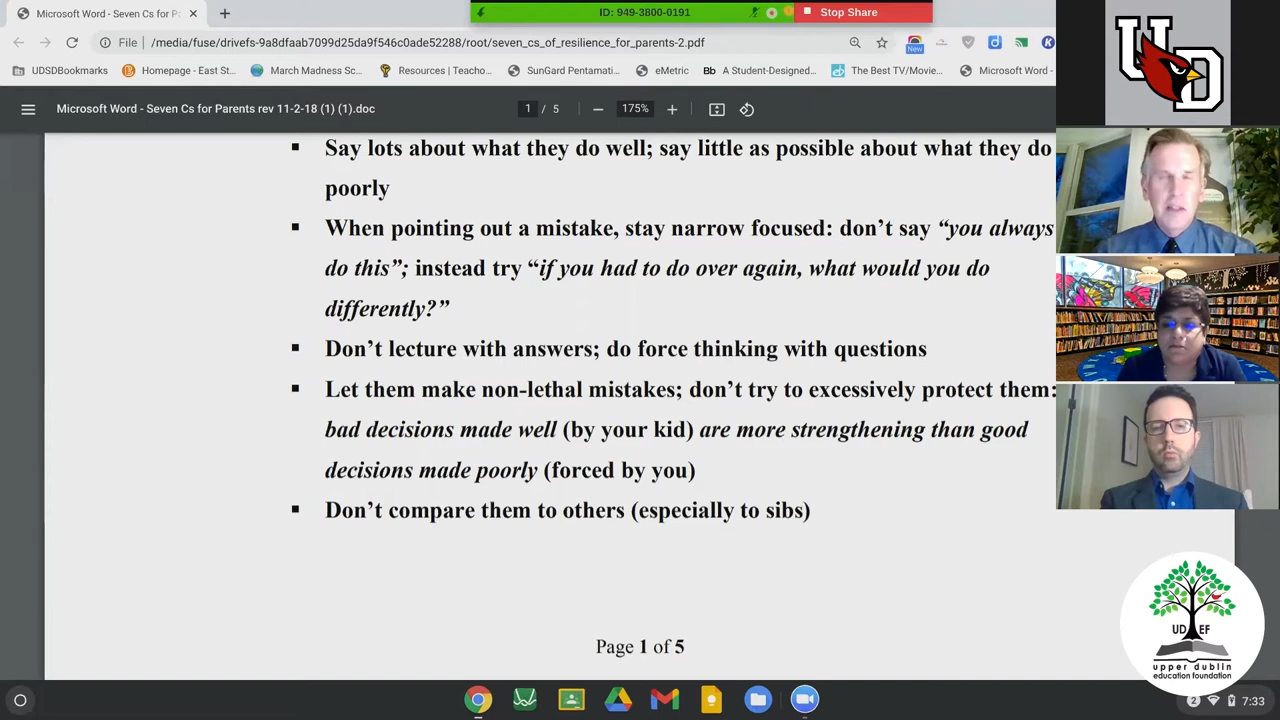 Microsoft Word - Seven Cs for P
ID: 949-3800-0191
Stop Share
File
/media/fuse/drivefs-9a8dfaab7099d25da9f546c0ade52e88/root/seven_cs_of_resilience_for_parents-2.pdf
New
UDSDBookmarks
Homepage - East St...
March Madness Sc...
Resources | Teache...
SunGard Pentamati...
eMetric
Bb A Student-Designed...
The Best TV/Movie...
Microsoft Word -
Microsoft Word - Seven Cs for Parents rev 11-2-18 (1) (1).doc
1 / 5
175%
▪ Say lots about what they do well; say little as possible about what they do
poorly
▪ When pointing out a mistake, stay narrow focused: don’t say “you always
do this”; instead try “if you had to do over again, what would you do
differently?”
▪ Don’t lecture with answers; do force thinking with questions
▪ Let them make non-lethal mistakes; don’t try to excessively protect them:
bad decisions made well (by your kid) are more strengthening than good
decisions made poorly (forced by you)
▪ Don’t compare them to others (especially to sibs)
Page 1 of 5
UD
UD EF
upper dublin
education foundation
2
7:33